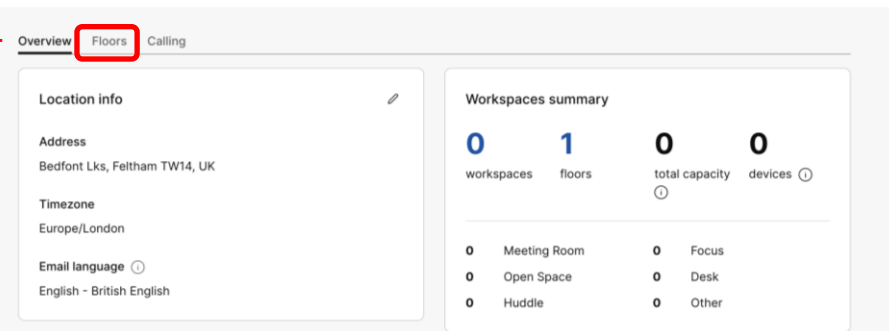 Overview Floors Calling
Location info
Address
Bedfont Lks, Feltham TW14, UK
Timezone
Europe/London
Email language
English - British English
Workspaces summary
0 1 0 0
workspaces floors total capacity devices
0 Meeting Room 0 Focus
0 Open Space 0 Desk
0 Huddle 0 Other